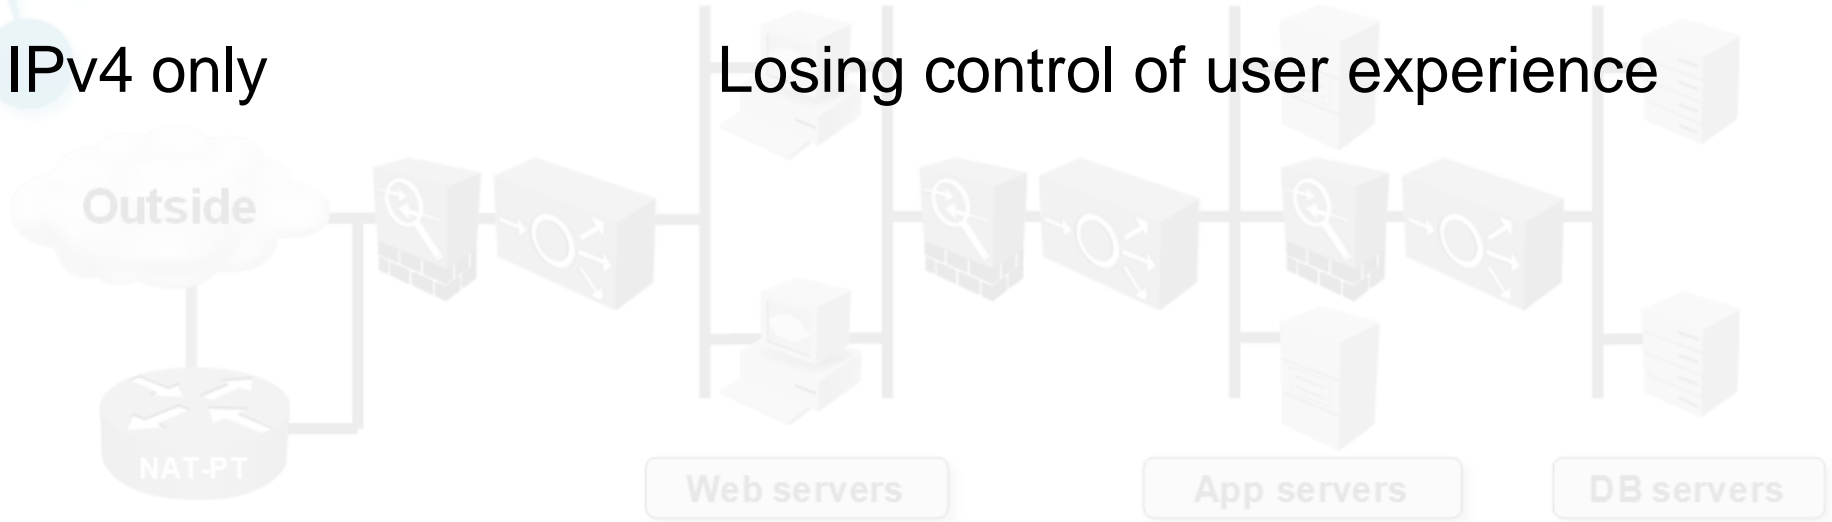 IPv4 only
Losing control of user experience
Outside
NAT-PT
Web servers
App servers
DB servers